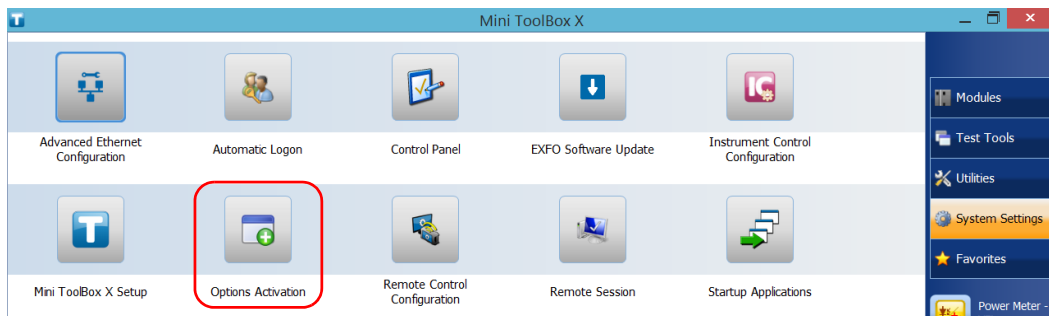 Mini ToolBox X
Advanced Ethernet
Configuration
Automatic Logon
Control Panel
EXFO Software Update
Instrument Control
Configuration
Mini ToolBox X Setup
Options Activation
Remote Control
Configuration
Remote Session
Startup Applications
Modules
Test Tools
Utilities
System Settings
Favorites
Power Meter -